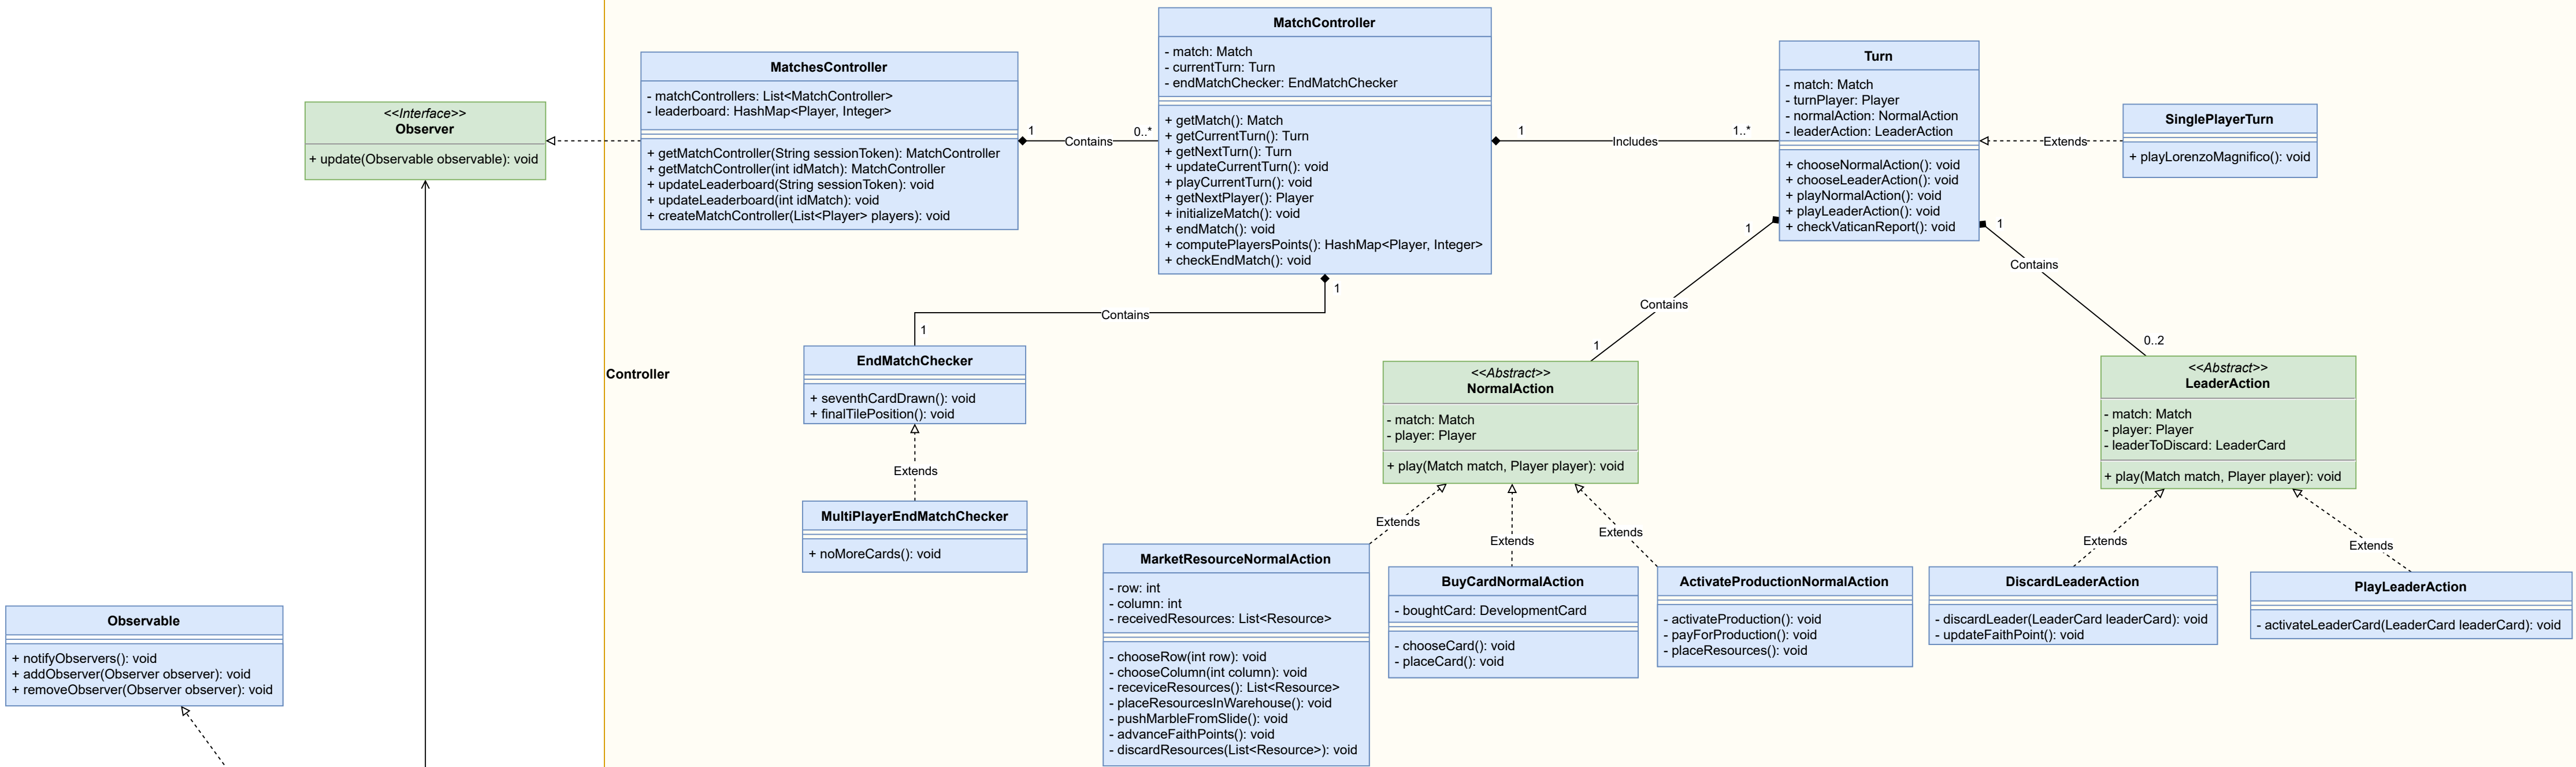 <<Interface>>
Observer
+ update(Observable observable): void
Observable
+ notifyObservers(): void
+ addObserver(Observer observer): void
+ removeObserver(Observer observer): void
Controller
MatchesController
- matchControllers: List<MatchController>
- leaderboard: HashMap<Player, Integer>
+ getMatchController(String sessionToken): MatchController
+ getMatchController(int idMatch): MatchController
+ updateLeaderboard(String sessionToken): void
+ updateLeaderboard(int idMatch): void
+ createMatchController(List<Player> players): void
1
Contains
0..*
MatchController
- match: Match
- currentTurn: Turn
- endMatchChecker: EndMatchChecker
+ getMatch(): Match
+ getCurrentTurn(): Turn
+ getNextTurn(): Turn
+ updateCurrentTurn(): void
+ playCurrentTurn(): void
+ getNextPlayer(): Player
+ initializeMatch(): void
+ endMatch(): void
+ computePlayersPoints(): HashMap<Player, Integer>
+ checkEndMatch(): void
1
Includes
1..*
Turn
- match: Match
- turnPlayer: Player
- normalAction: NormalAction
- leaderAction: LeaderAction
+ chooseNormalAction(): void
+ chooseLeaderAction(): void
+ playNormalAction(): void
+ playLeaderAction(): void
+ checkVaticanReport(): void
Extends
SinglePlayerTurn
+ playLorenzoMagnifico(): void
1
Contains
1
EndMatchChecker
+ seventhCardDrawn(): void
+ finalTilePosition(): void
Extends
MultiPlayerEndMatchChecker
+ noMoreCards(): void
1
Contains
1
<<Abstract>>
NormalAction
- match: Match
- player: Player
+ play(Match match, Player player): void
1
Contains
0..2
<<Abstract>>
LeaderAction
- match: Match
- player: Player
- leaderToDiscard: LeaderCard
+ play(Match match, Player player): void
Extends
Extends
Extends
Extends
Extends
MarketResourceNormalAction
- row: int
- column: int
- receivedResources: List<Resource>
- chooseRow(int row): void
- chooseColumn(int column): void
- receviceResources(): List<Resource>
- placeResourcesInWarehouse(): void
- pushMarbleFromSlide(): void
- advanceFaithPoints(): void
- discardResources(List<Resource>): void
BuyCardNormalAction
- boughtCard: DevelopmentCard
- chooseCard(): void
- placeCard(): void
ActivateProductionNormalAction
- activateProduction(): void
- payForProduction(): void
- placeResources(): void
DiscardLeaderAction
- discardLeader(LeaderCard leaderCard): void
- updateFaithPoint(): void
PlayLeaderAction
- activateLeaderCard(LeaderCard leaderCard): void